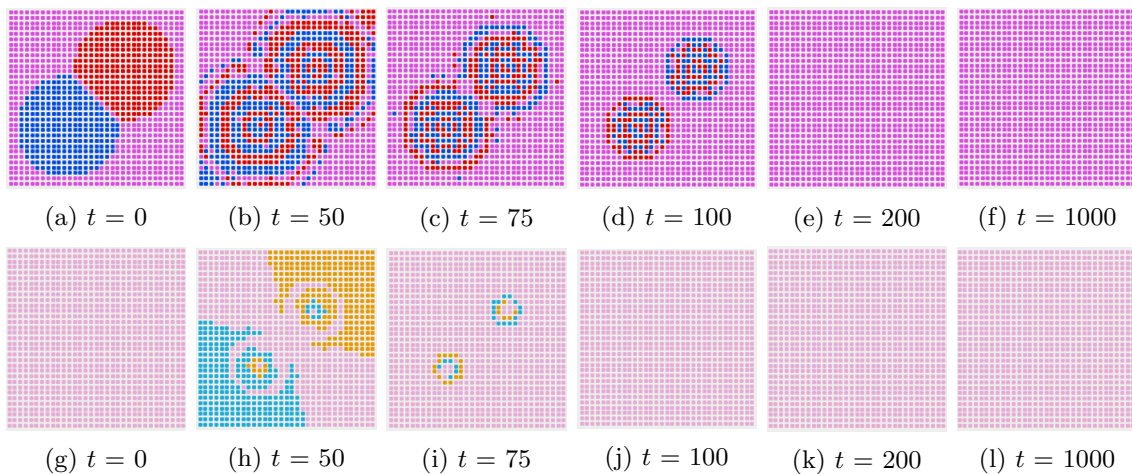 (a) t = 0
(b) t = 50
(c) t = 75
(d) t = 100
(e) t = 200
(f) t = 1000
(g) t = 0
(h) t = 50
(i) t = 75
(j) t = 100
(k) t = 200
(l) t = 1000